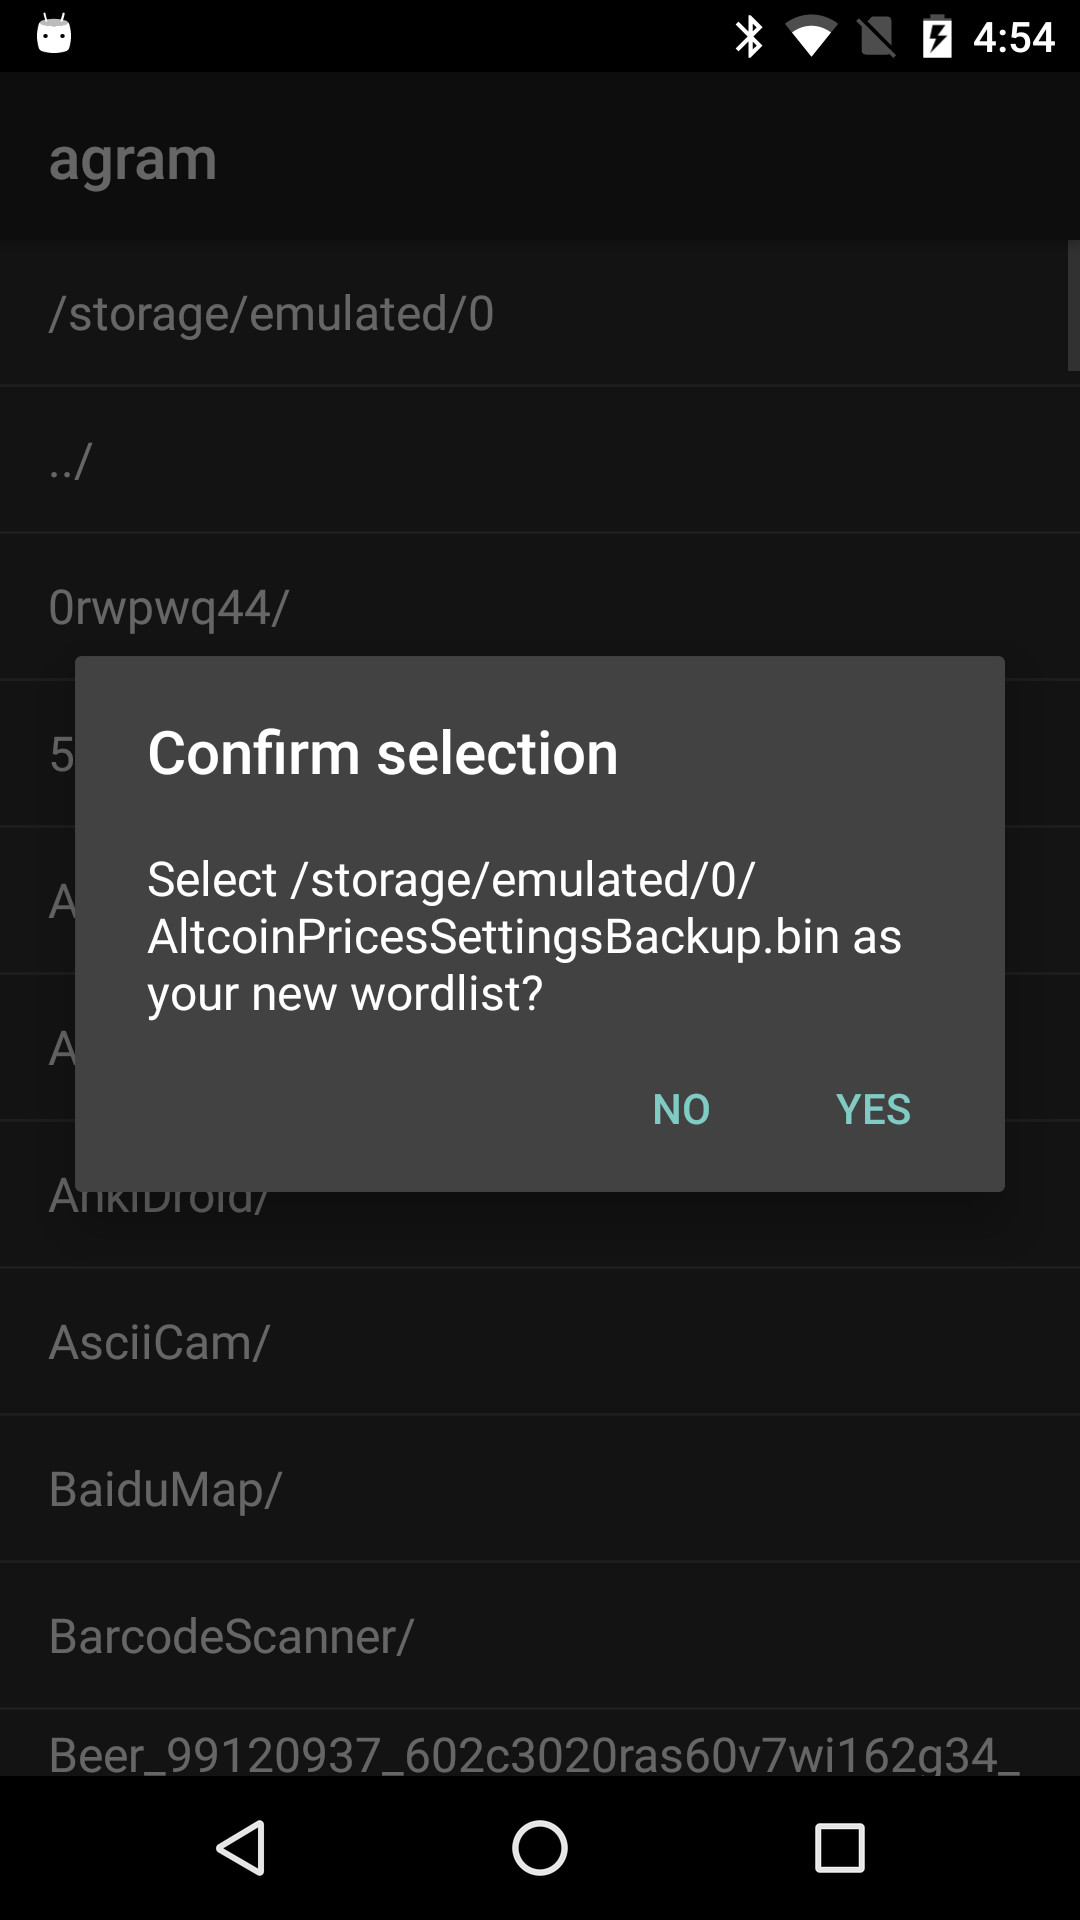 4:54
agram
/storage/emulated/0
../
0rwpwq44/
5
A
A
Confirm selection
Select /storage/emulated/0/
AltcoinPricesSettingsBackup.bin as
your new wordlist?
NO YES
AnkiDroid/
AsciiCam/
BaiduMap/
BarcodeScanner/
Beer_99120937_602c3020ras60v7wi162g34_